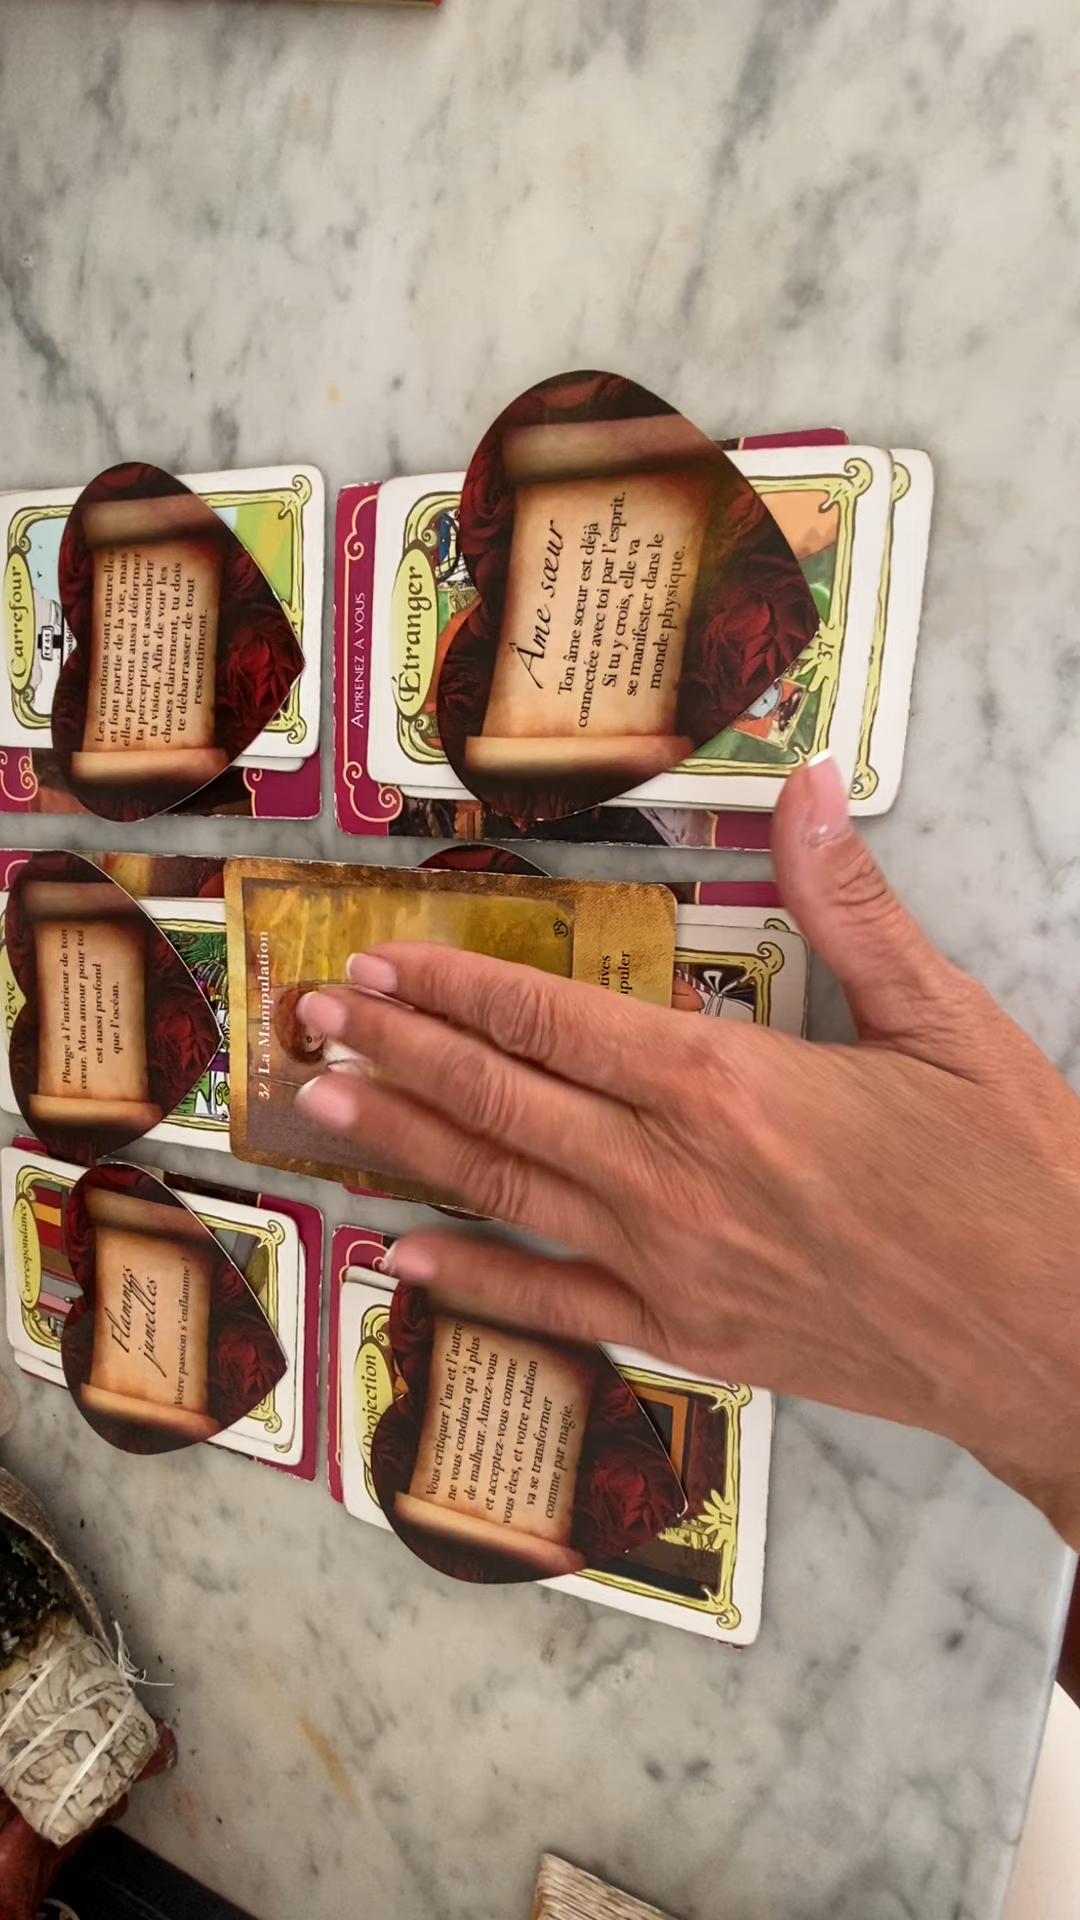 Carrefour
Les émotions sont naturelles
et font partie de la vie, mais
elles peuvent aussi déformer
ta perception et assombrir
ta vision. Afin de voir les
choses clairement, tu dois
te débarrasser de tout
ressentiment.
APPRENEZ À VOUS
Étranger
Âme sœur
Ton âme sœur est déjà
connectée avec toi par l'esprit.
Si tu y crois, elle va
se manifester dans le
monde physique.
37
Plonge à l'intérieur de ton
cœur. Mon amour pour toi
est aussi profond
que l'océan.
32 La Manipulation
Correspondance
Flammes
jumelles
Votre passion s'enflamme !
Projection
Vous critiquer l'un et l'autre
ne vous conduira qu'à plus
de malheur. Aimez-vous
et acceptez-vous comme
vous êtes, et votre relation
va se transformer
comme par magie.
17